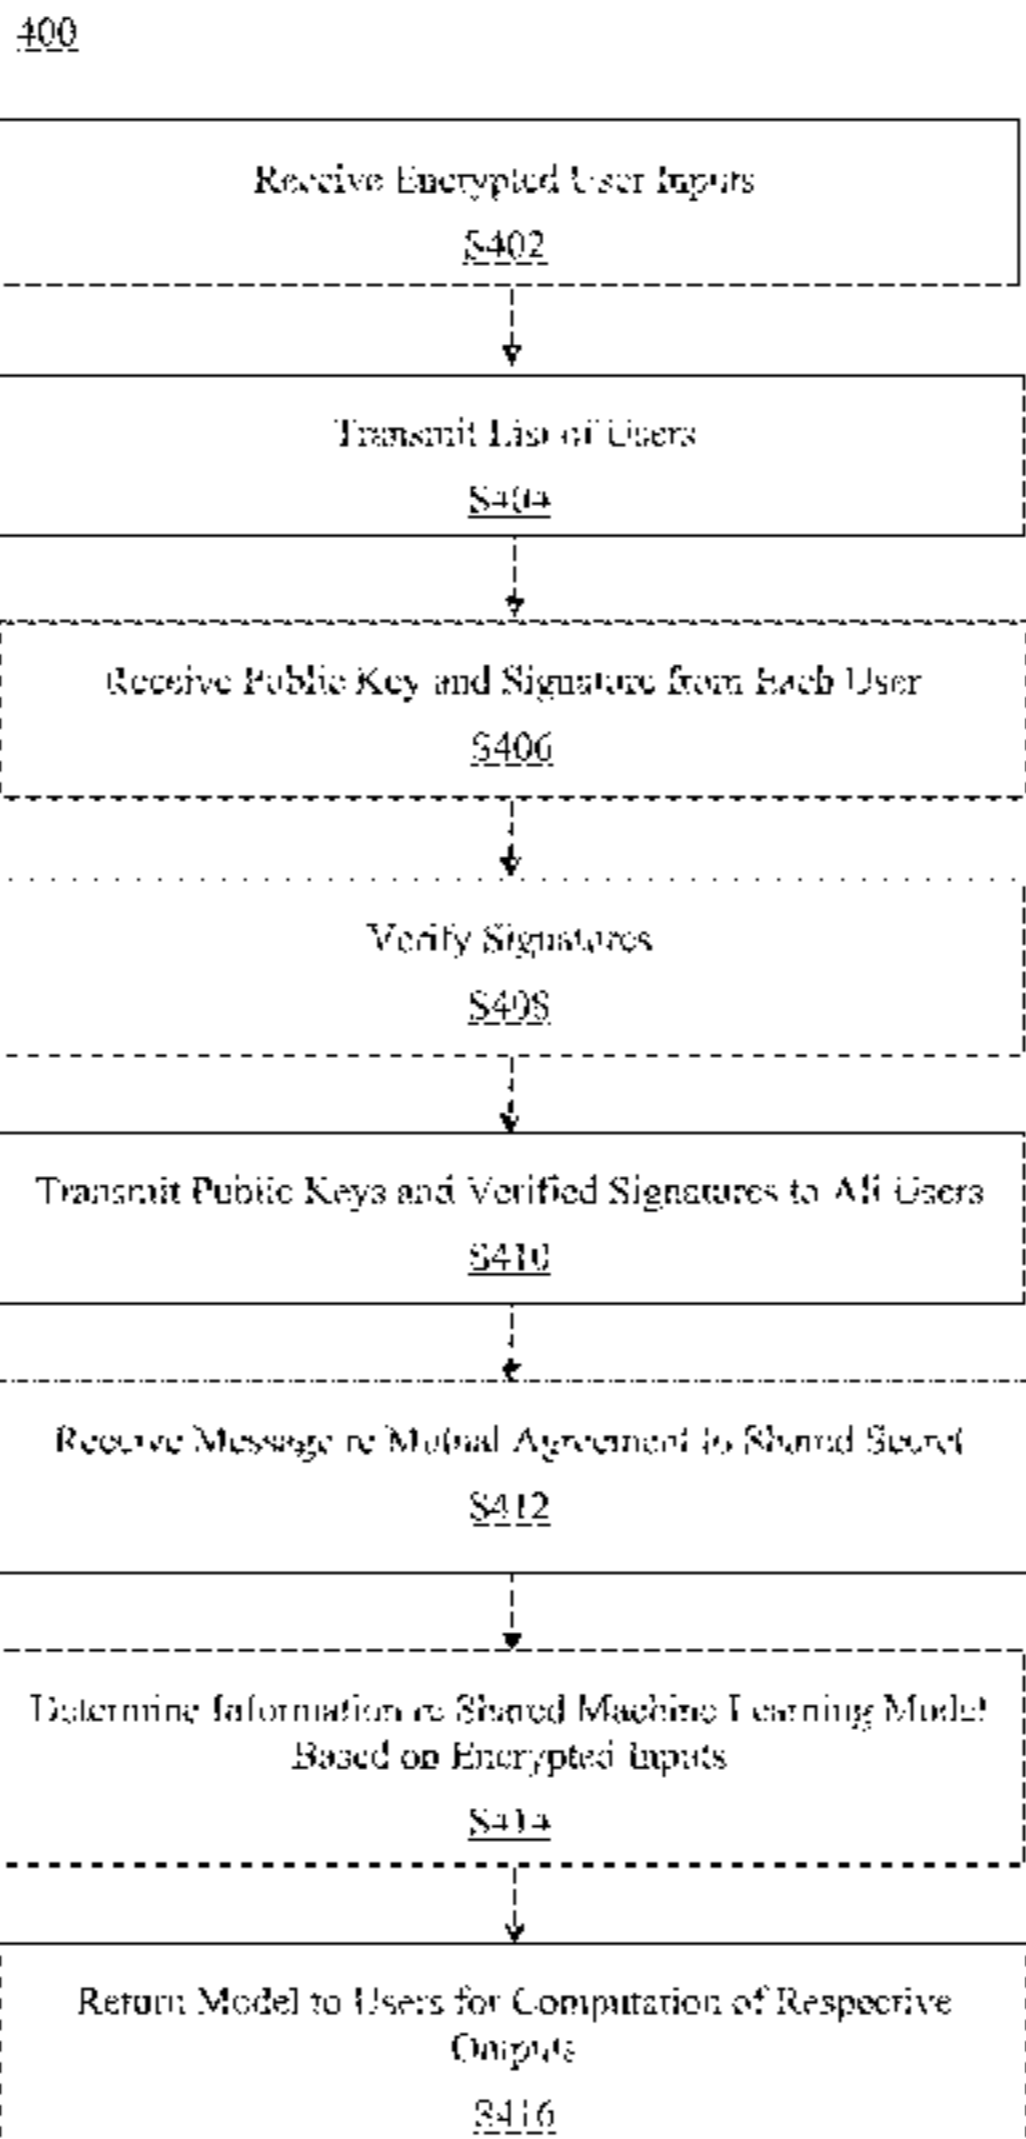 400
Receive Encrypted User Inputs
S402
Transmit List of Users
S404
Receive Public Key and Signature from Each User
S406
Verify Signatures
S408
Transmit Public Keys and Verified Signatures to All Users
S410
Receive Message re Mutual Agreement to Shared Secret
S412
Determine Information re Shared Machine Learning Model
Based on Encrypted Inputs
S414
Return Model to Users for Computation of Respective
Outputs
S416